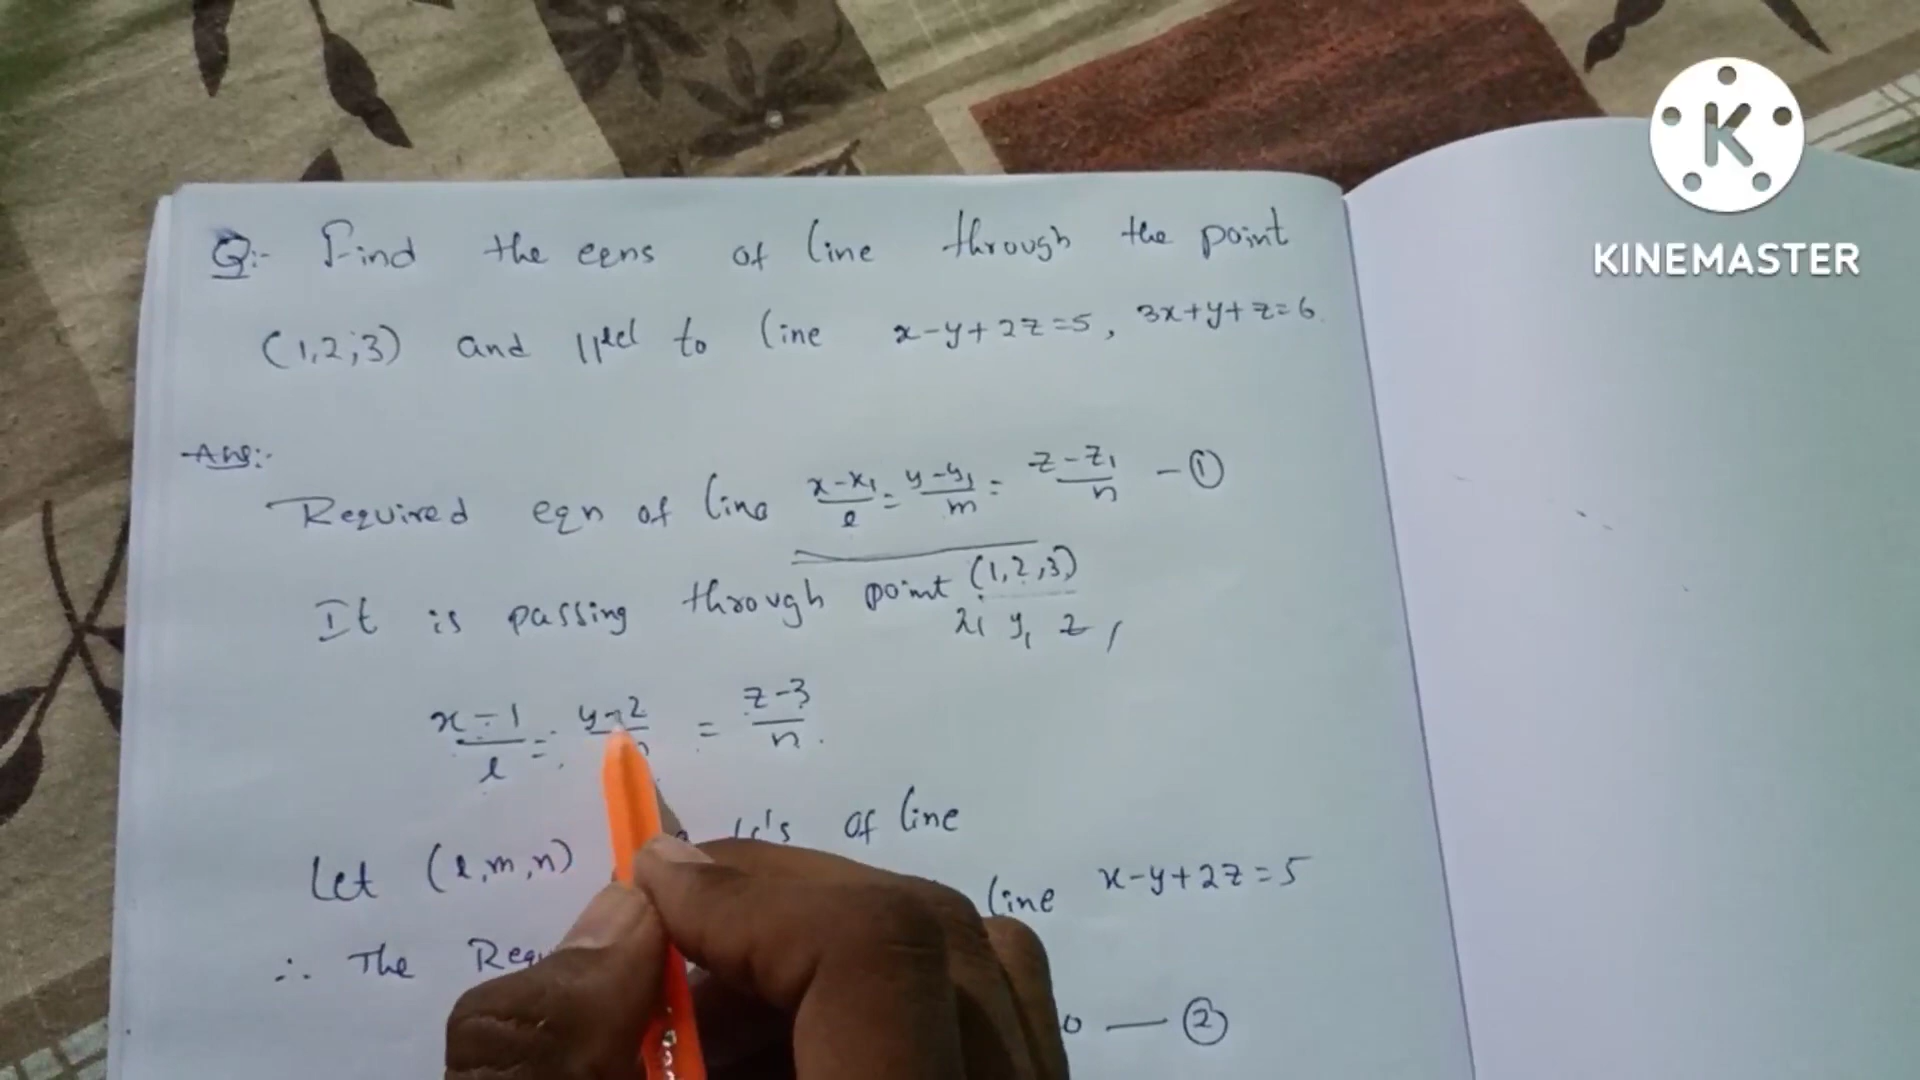 Q:- Find the eqns of line through the point
(1,2,3) and ||lel to line x-y+2z=5, 3x+y+z=6.
Ans:-
Required eqn of line x-x₁/l = y-y₁/m = z-z₁/n - ①
It is passing through point (1,2,3)
x₁ y₁ z₁
x-1/l = y-2/ = z-3/n
Let (l,m,n) of line
∴ The line x-y+2z=5
0 — ②
K
KINEMASTER